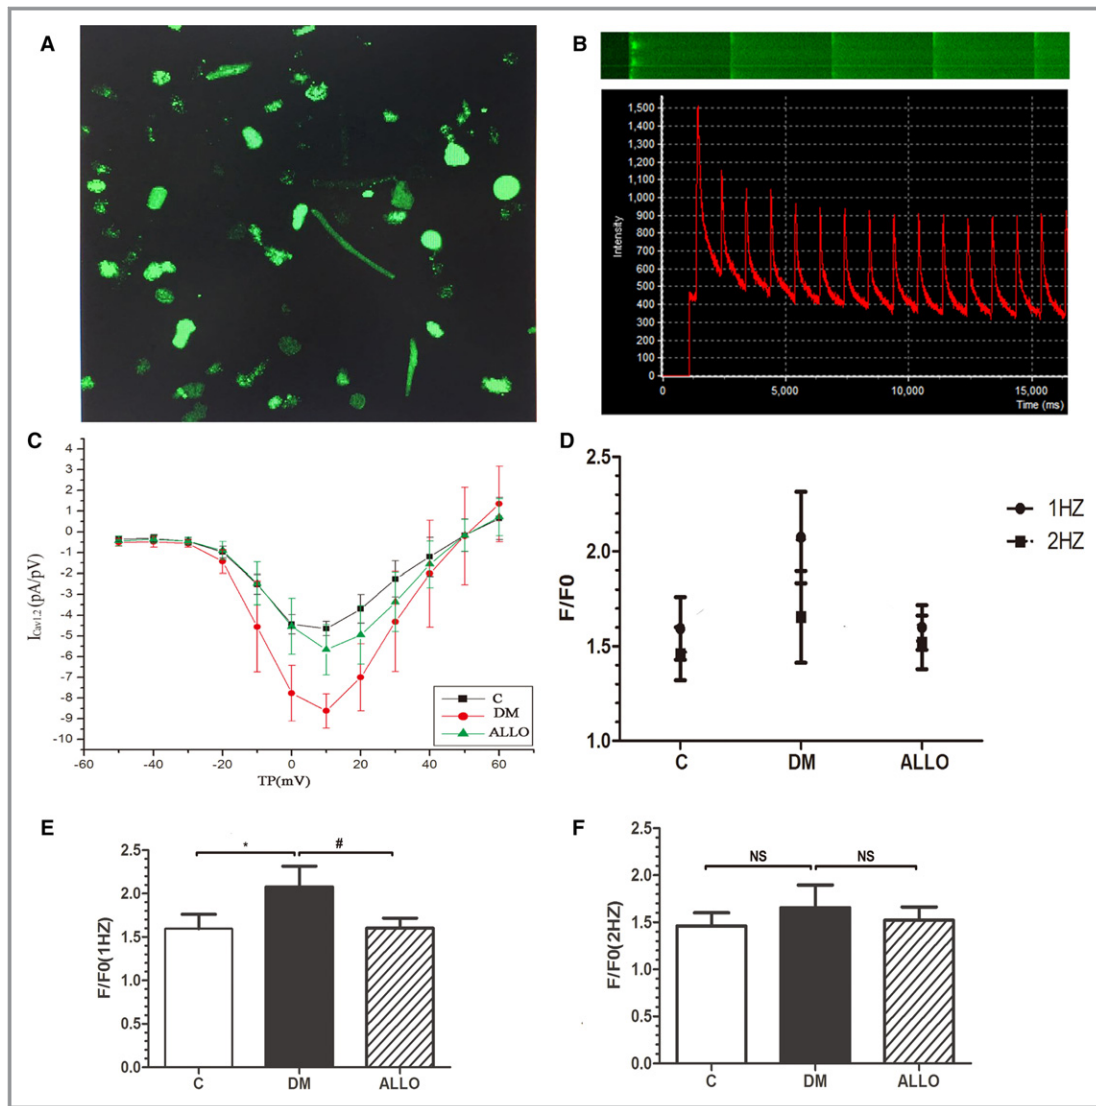 A
B
1,500
1,400
1,300
1,200
1,100
1,000
900
800
700
600
500
400
300
200
100
0
Intensity
0 5,000 10,000 15,000
Time (ms)
C
4
3
2
1
0
-1
-2
-3
-4
-5
-6
-7
-8
-9
-10
ICav1.2 (pA/pV)
-60 -40 -20 0 20 40 60
TP(mV)
C
DM
ALLO
D
2.5
2.0
1.5
1.0
F/F0
C DM ALLO
1HZ
2HZ
E
* #
2.5
2.0
1.5
1.0
0.5
0.0
F/F0(1HZ)
C DM ALLO
F
NS NS
2.5
2.0
1.5
1.0
0.5
0.0
F/F0(2HZ)
C DM ALLO